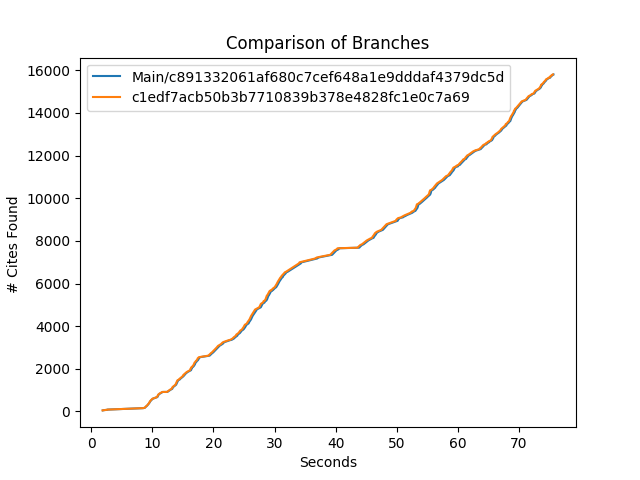 Comparison of Branches
Main/c891332061af680c7cef648a1e9dddaf4379dc5d
c1edf7acb50b3b7710839b378e4828fc1e0c7a69
16000
14000
12000
10000
8000
6000
4000
2000
0
# Cites Found
0 10 20 30 40 50 60 70
Seconds